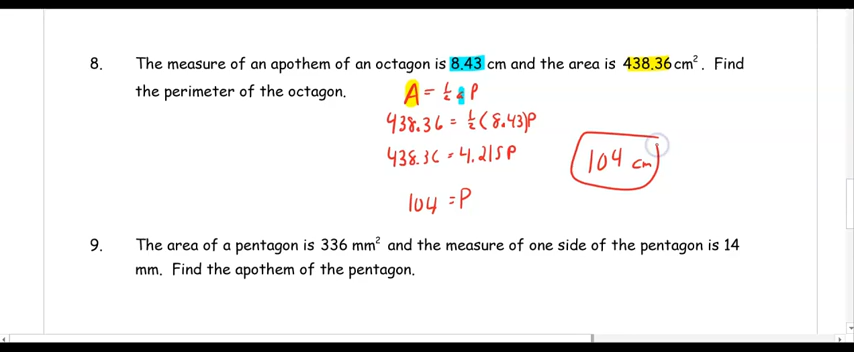 8. The measure of an apothem of an octagon is 8.43 cm and the area is 438.36 cm². Find
the perimeter of the octagon.
A = ½ a P
438.36 = ½(8.43)P
438.36 = 4.215P
104 cm
104 = P
9. The area of a pentagon is 336 mm² and the measure of one side of the pentagon is 14
mm. Find the apothem of the pentagon.